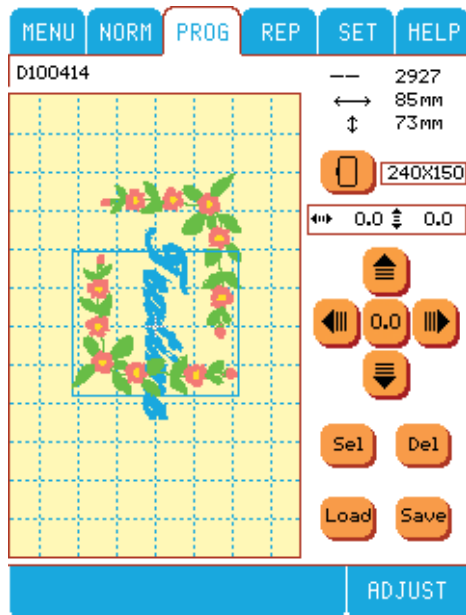 MENU NORM PROG REP SET HELP
D100414
-- 2927
85mm
73mm
240X150
0.0 0.0
0.0
Sel Del
Load Save
ADJUST